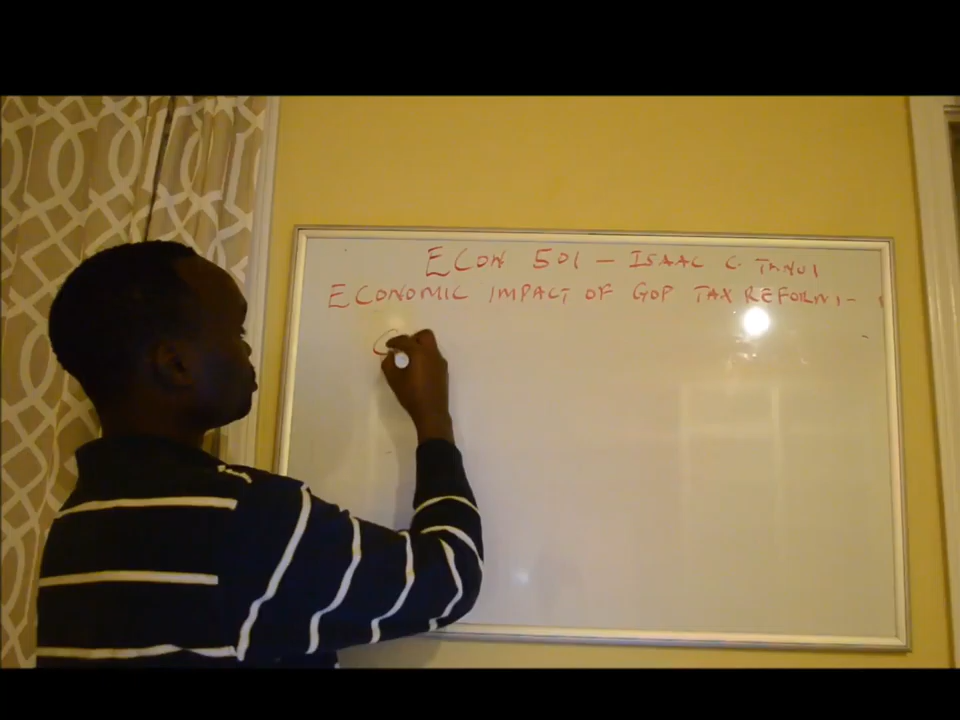 ECON 501 - ISAAC C. TANUI
ECONOMIC IMPACT OF GOP TAX REFORM:-